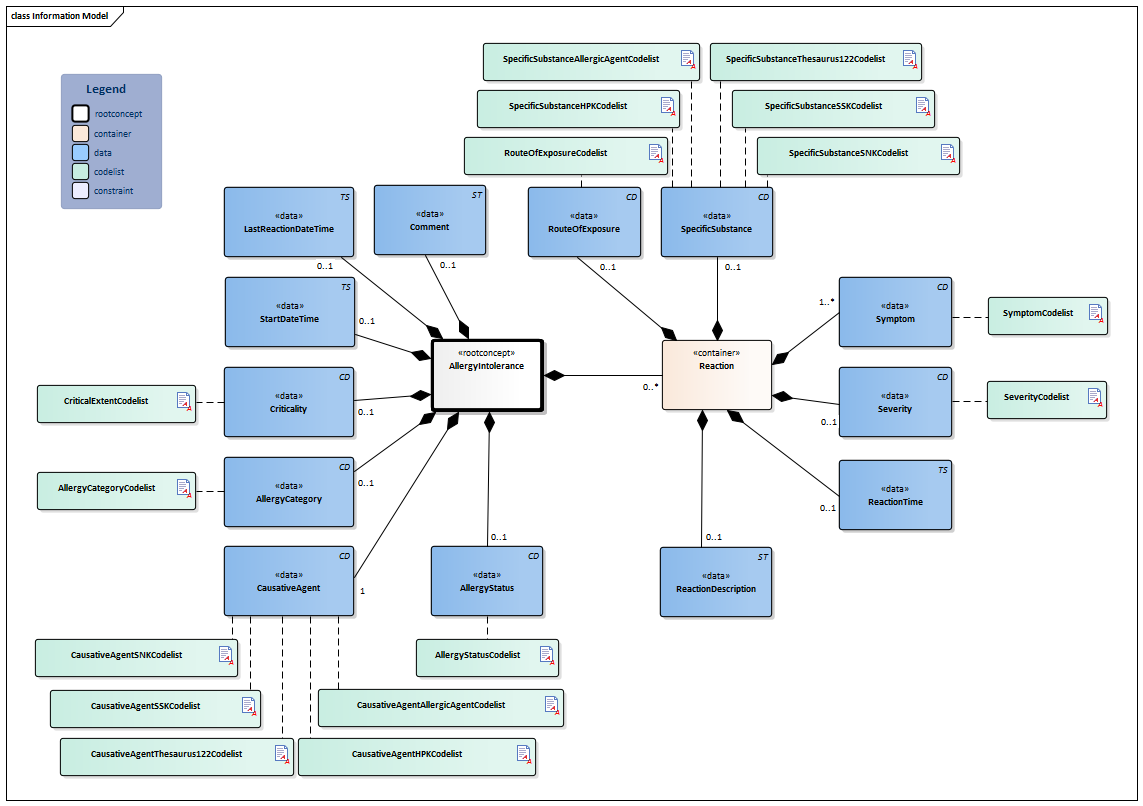 class Information Model
SpecificSubstanceAllergicAgentCodelist
SpecificSubstanceThesaurus122Codelist
Legend
rootconcept
container
data
codelist
constraint
SpecificSubstanceHPKCodelist
SpecificSubstanceSSKCodelist
RouteOfExposureCodelist
SpecificSubstanceSNKCodelist
TS
«data»
LastReactionDateTime
0..1
ST
«data»
Comment
0..1
CD
«data»
RouteOfExposure
0..1
CD
«data»
SpecificSubstance
0..1
TS
«data»
StartDateTime
0..1
CD
«data»
Symptom
1..*
SymptomCodelist
«rootconcept»
AllergyIntolerance
«container»
Reaction
0..*
CriticalExtentCodelist
CD
«data»
Criticality
0..1
CD
«data»
Severity
0..1
SeverityCodelist
AllergyCategoryCodelist
CD
«data»
AllergyCategory
0..1
TS
«data»
ReactionTime
0..1
CD
«data»
CausativeAgent
1
0..1
CD
«data»
AllergyStatus
0..1
ST
«data»
ReactionDescription
CausativeAgentSNKCodelist
AllergyStatusCodelist
CausativeAgentSSKCodelist
CausativeAgentAllergicAgentCodelist
CausativeAgentThesaurus122Codelist
CausativeAgentHPKCodelist